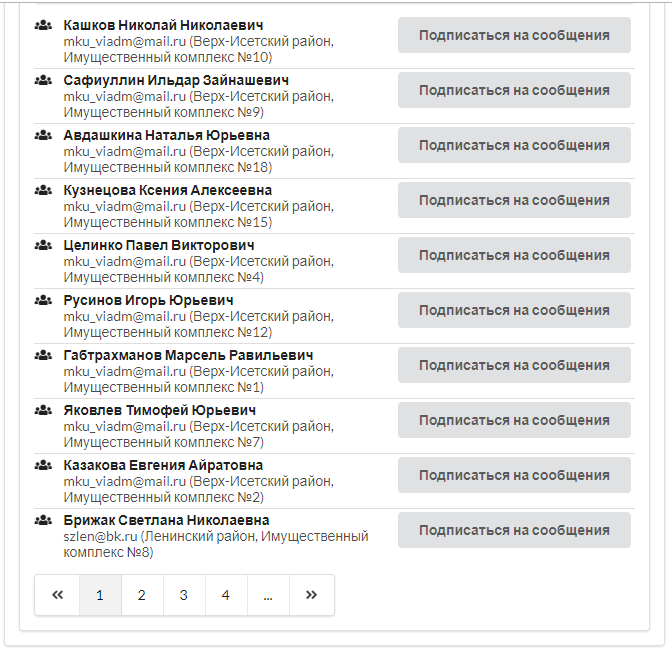 Кашков Николай Николаевич
mku_viadm@mail.ru (Верх-Исетский район,
Имущественный комплекс №10)
Подписаться на сообщения
Сафиуллин Ильдар Зайнашевич
mku_viadm@mail.ru (Верх-Исетский район,
Имущественный комплекс №9)
Подписаться на сообщения
Авдашкина Наталья Юрьевна
mku_viadm@mail.ru (Верх-Исетский район,
Имущественный комплекс №18)
Подписаться на сообщения
Кузнецова Ксения Алексеевна
mku_viadm@mail.ru (Верх-Исетский район,
Имущественный комплекс №15)
Подписаться на сообщения
Целинко Павел Викторович
mku_viadm@mail.ru (Верх-Исетский район,
Имущественный комплекс №4)
Подписаться на сообщения
Русинов Игорь Юрьевич
mku_viadm@mail.ru (Верх-Исетский район,
Имущественный комплекс №12)
Подписаться на сообщения
Габтрахманов Марсель Равильевич
mku_viadm@mail.ru (Верх-Исетский район,
Имущественный комплекс №1)
Подписаться на сообщения
Яковлев Тимофей Юрьевич
mku_viadm@mail.ru (Верх-Исетский район,
Имущественный комплекс №7)
Подписаться на сообщения
Казакова Евгения Айратовна
mku_viadm@mail.ru (Верх-Исетский район,
Имущественный комплекс №2)
Подписаться на сообщения
Брижак Светлана Николаевна
szlen@bk.ru (Ленинский район, Имущественный
комплекс №8)
Подписаться на сообщения
« 1 2 3 4 ... »